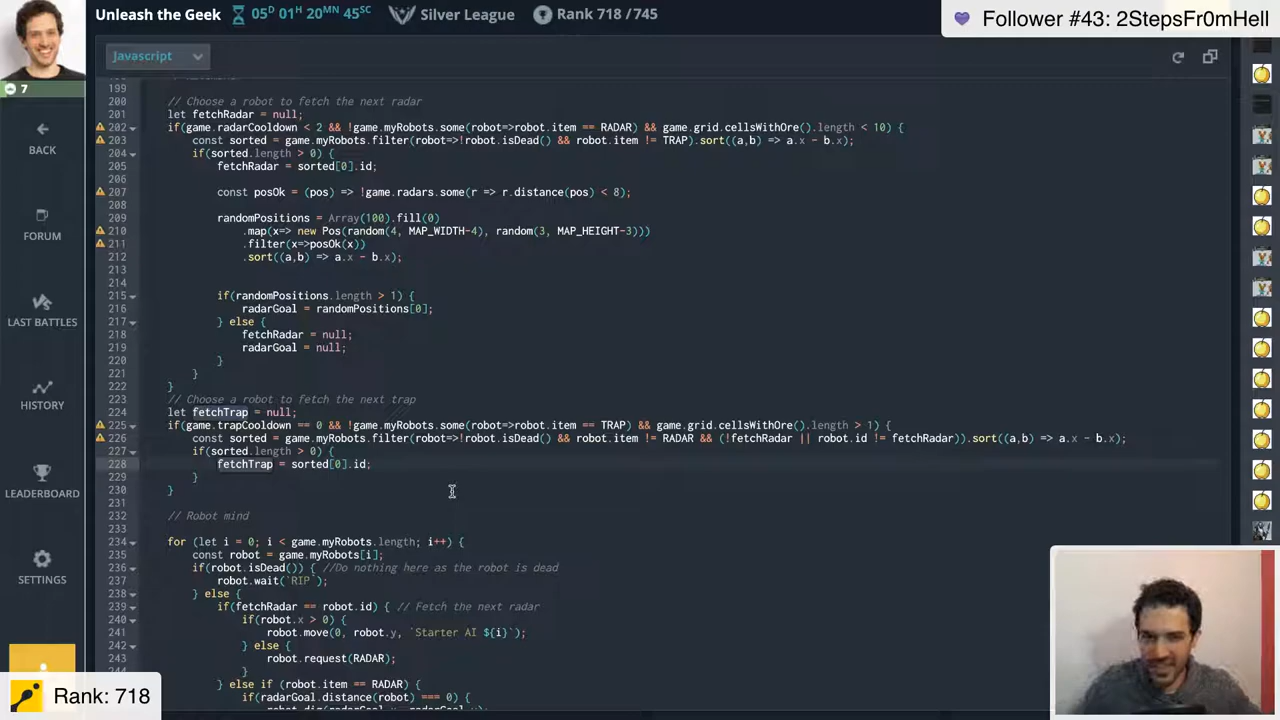 Unleash the Geek
05D 01H 20MN 45SC
Silver League
Rank 718 / 745
Follower #43: 2StepsFr0mHell
7
BACK
FORUM
LAST BATTLES
HISTORY
LEADERBOARD
SETTINGS
Rank: 718
Javascript
199
200 // Choose a robot to fetch the next radar
201 let fetchRadar = null;
202 if(game.radarCooldown < 2 && !game.myRobots.some(robot=>robot.item == RADAR) && game.grid.cellsWithOre().length < 10) {
203 const sorted = game.myRobots.filter(robot=>!robot.isDead() && robot.item != TRAP).sort((a,b) => a.x - b.x);
204 if(sorted.length > 0) {
205 fetchRadar = sorted[0].id;
206
207 const posOk = (pos) => !game.radars.some(r => r.distance(pos) < 8);
208
209 randomPositions = Array(100).fill(0)
210 .map(x=> new Pos(random(4, MAP_WIDTH-4), random(3, MAP_HEIGHT-3)))
211 .filter(x=>posOk(x))
212 .sort((a,b) => a.x - b.x);
213
214
215 if(randomPositions.length > 1) {
216 radarGoal = randomPositions[0];
217 } else {
218 fetchRadar = null;
219 radarGoal = null;
220 }
221 }
222 }
223 // Choose a robot to fetch the next trap
224 let fetchTrap = null;
225 if(game.trapCooldown == 0 && !game.myRobots.some(robot=>robot.item == TRAP) && game.grid.cellsWithOre().length > 1) {
226 const sorted = game.myRobots.filter(robot=>!robot.isDead() && robot.item != RADAR && (!fetchRadar || robot.id != fetchRadar)).sort((a,b) => a.x - b.x);
227 if(sorted.length > 0) {
228 fetchTrap = sorted[0].id;
229 }
230 }
231
232 // Robot mind
233
234 for (let i = 0; i < game.myRobots.length; i++) {
235 const robot = game.myRobots[i];
236 if(robot.isDead()) { //Do nothing here as the robot is dead
237 robot.wait(`RIP`);
238 } else {
239 if(fetchRadar == robot.id) { // Fetch the next radar
240 if(robot.x > 0) {
241 robot.move(0, robot.y, `Starter AI ${i}`);
242 } else {
243 robot.request(RADAR);
244 }
} else if (robot.item == RADAR) {
if(radarGoal.distance(robot) === 0) {